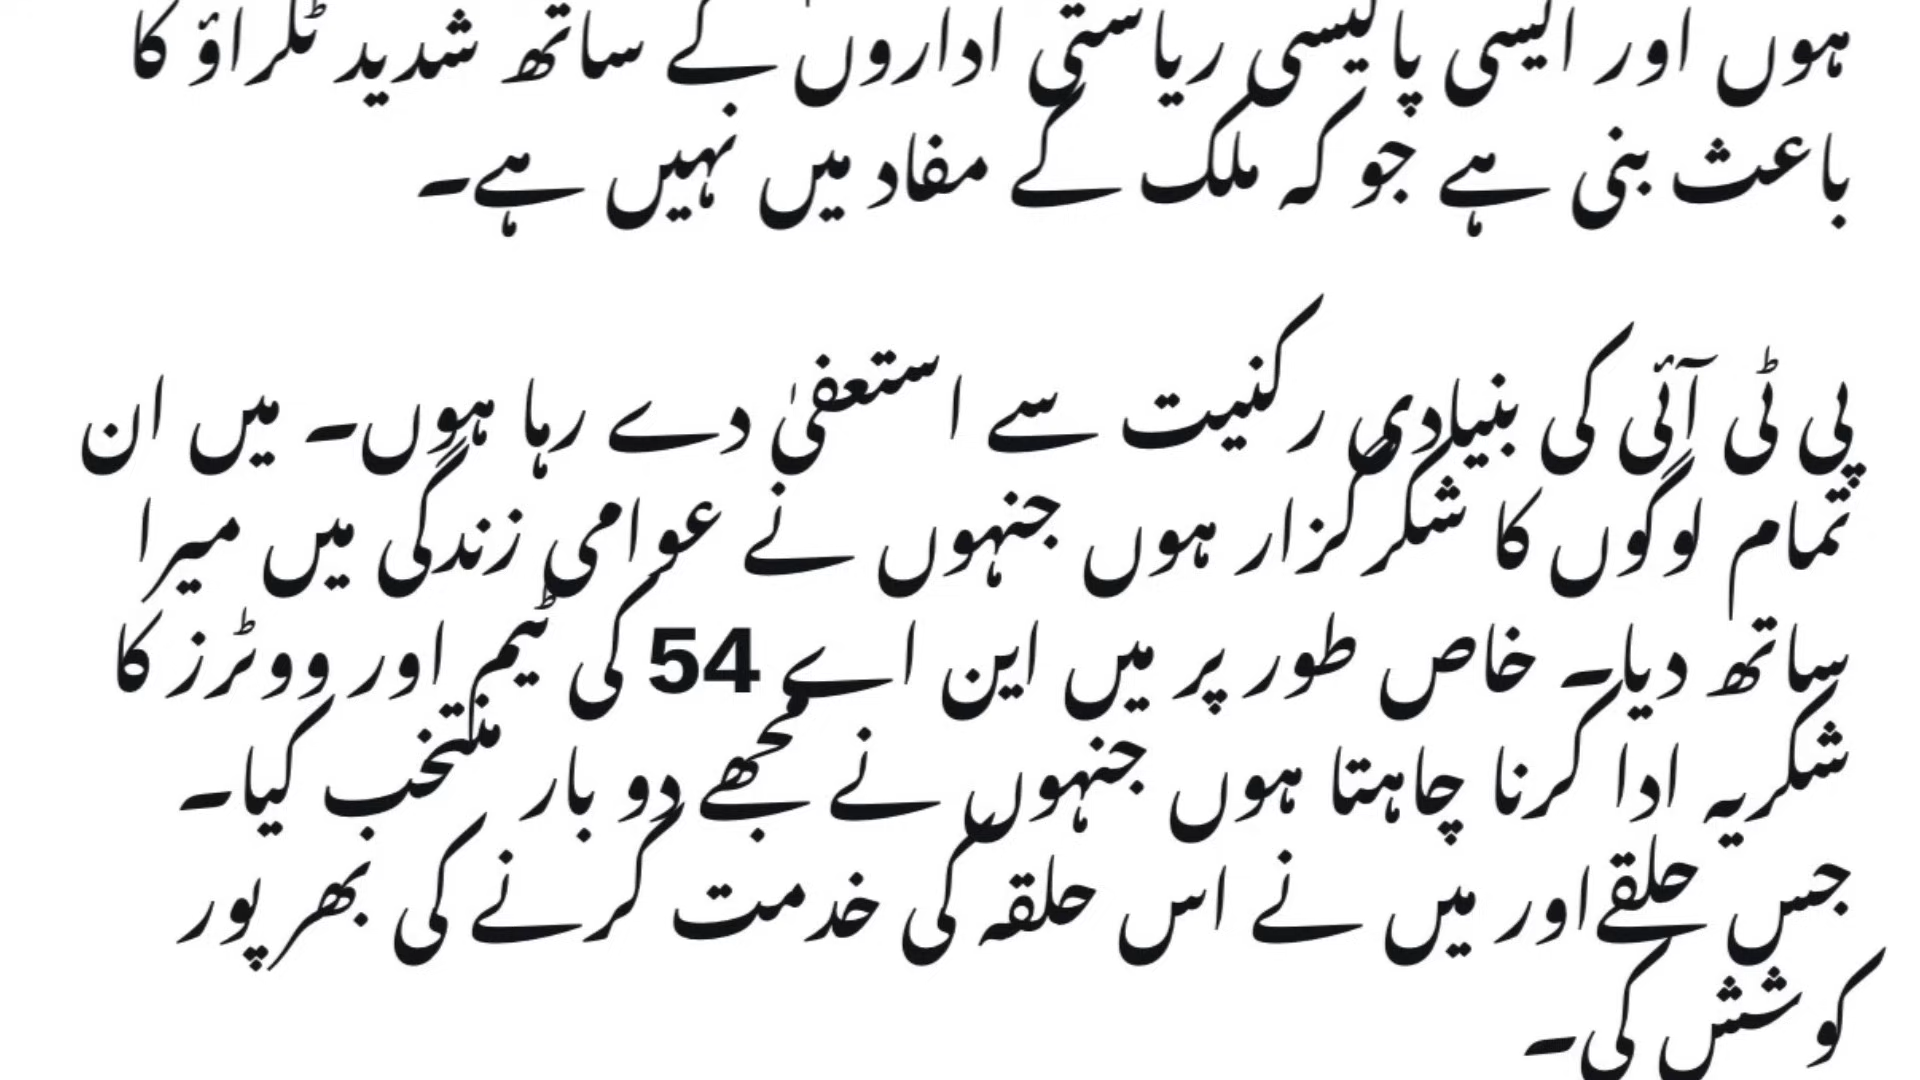 ہوں اور ایسی پالیسی ریاستی اداروں کے ساتھ شدید ٹکراؤ کا
باعث بنی ہے جو کہ ملک کے مفاد میں نہیں ہے۔
پی ٹی آئی کی بنیادی رکنیت سے استعفیٰ دے رہا ہوں۔ میں ان
تمام لوگوں کا شکرگزار ہوں جنہوں نے عوامی زندگی میں میرا
ساتھ دیا۔ خاص طور پر میں این اے 54 کی ٹیم اور ووٹرز کا
شکریہ ادا کرنا چاہتا ہوں جنہوں نے مجھے دو بار منتخب کیا۔
جس حلقےاور میں نے اس حلقہ کی خدمت کرنے کی بھرپور
کوشش کی۔